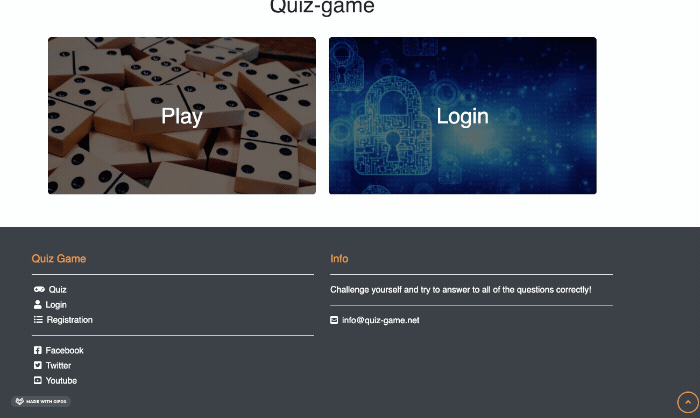 Quiz-game
Play
Login
Quiz Game
Quiz
Login
Registration
Facebook
Twitter
Youtube
Info
Challenge yourself and try to answer to all of the questions correctly!
info@quiz-game.net
MADE WITH GIFOX